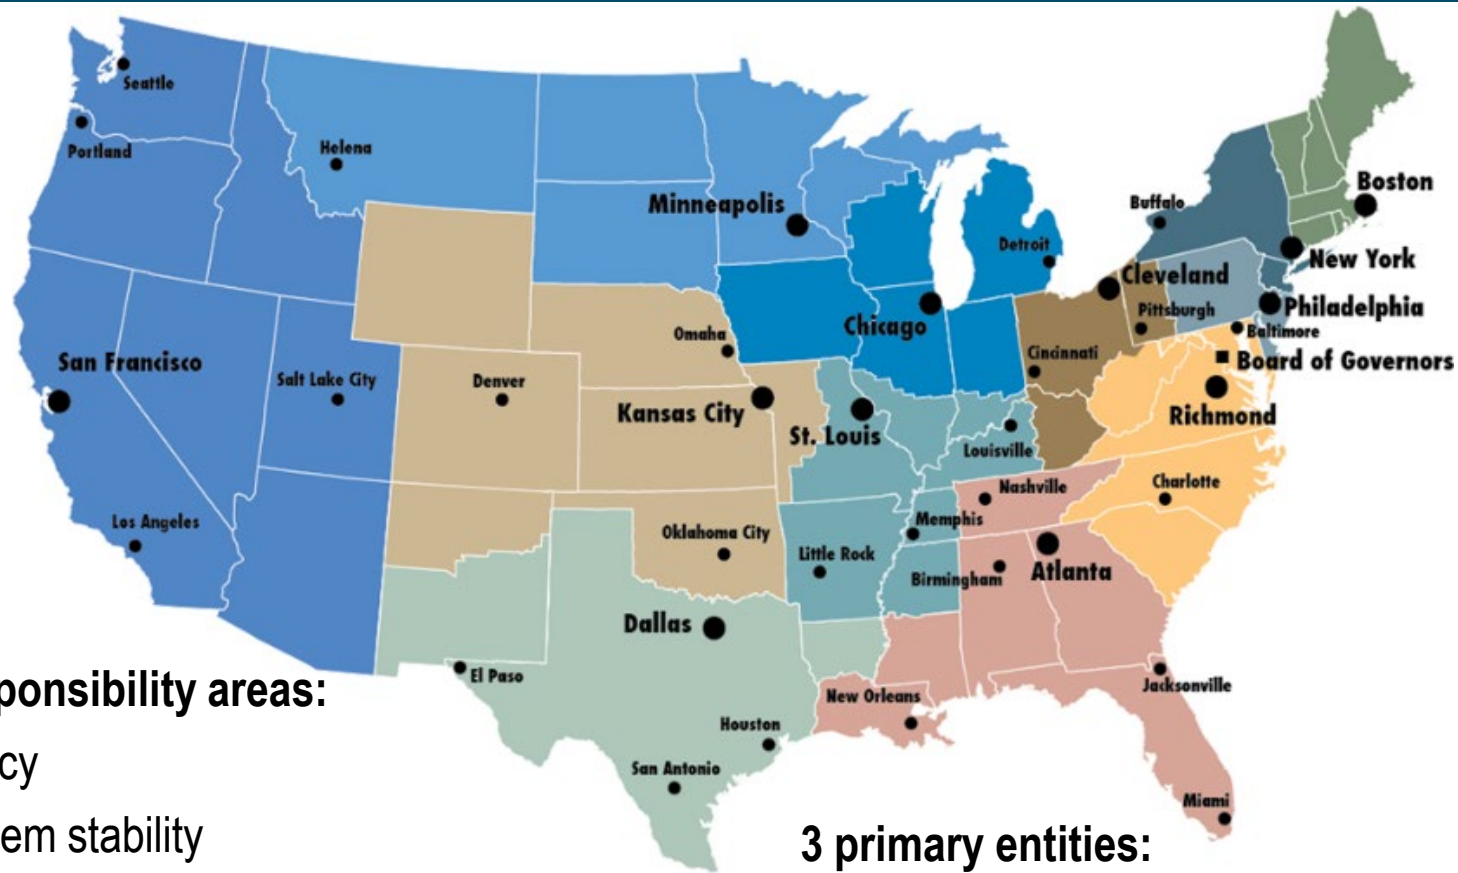 Seattle
Portland
Helena
Minneapolis
Buffalo
Boston
Detroit
New York
Cleveland
Pittsburgh
Philadelphia
Baltimore
Chicago
Omaha
Cincinnati
Board of Governors
San Francisco
Salt Lake City
Denver
Kansas City
St. Louis
Richmond
Louisville
Nashville
Charlotte
Los Angeles
Oklahoma City
Memphis
Little Rock
Birmingham
Atlanta
Dallas
El Paso
New Orleans
Jacksonville
Houston
San Antonio
Miami
ponsibility areas:
cy
em stability
3 primary entities: